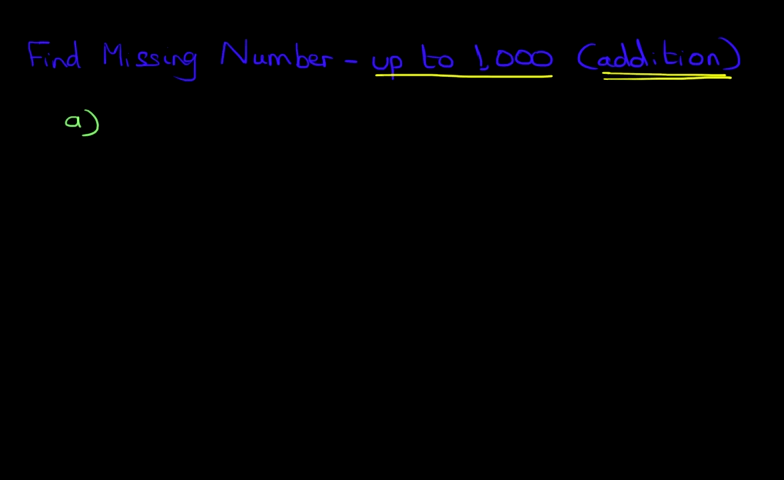 Find Missing Number - up to 1,000 (addition)
a)